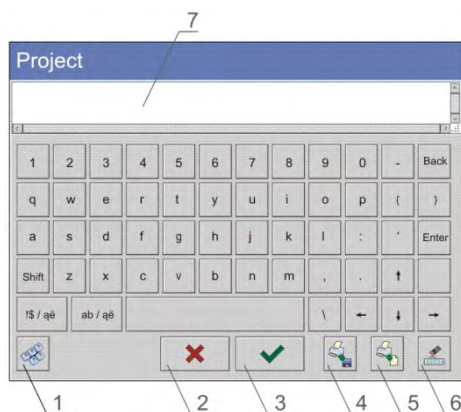 7
Project
1 2 3 4 5 6 7 8 9 0 - Back
q w e r t y u i o p { }
a s d f g h j k l : ' Enter
Shift z x c v b n m , . ↑
!$ / ąë ab / ąë \ ← ↓ →
1 2 3 4 5 6